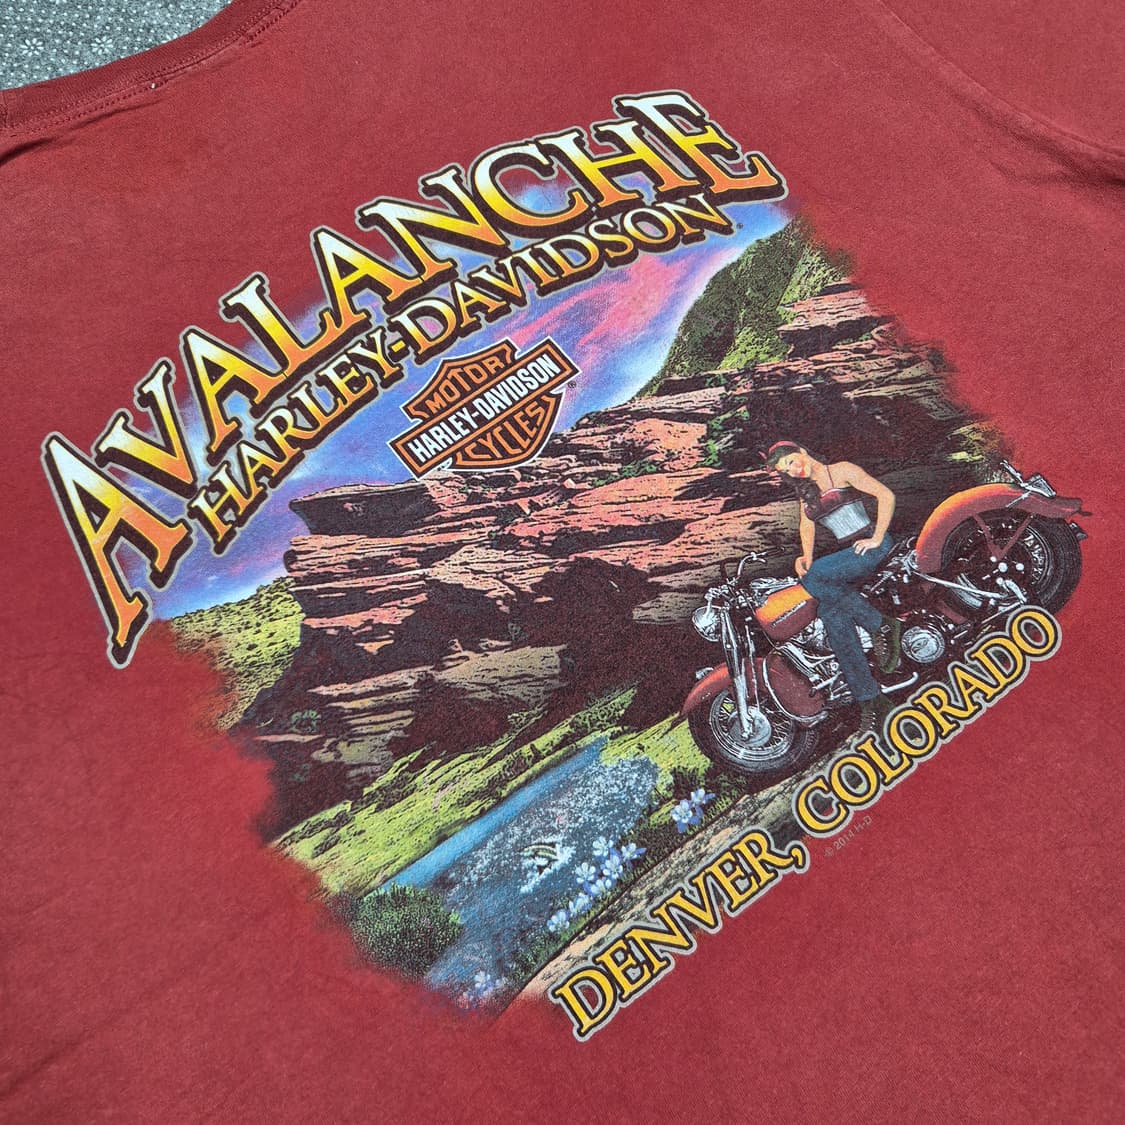 AVALANCHE
HARLEY-DAVIDSON®
MOTOR
HARLEY-DAVIDSON
CYCLES®
DENVER, COLORADO
© 2014 H-D